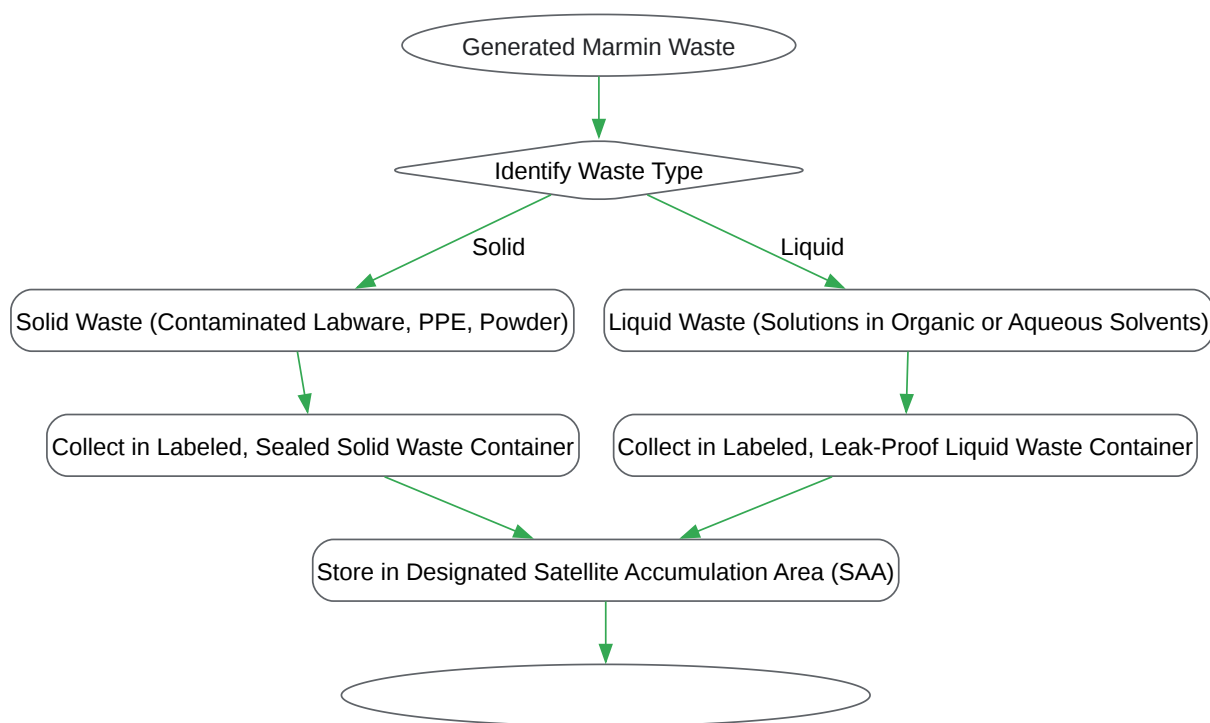 Generated Marmin Waste
Identify Waste Type
Solid
Liquid
Solid Waste (Contaminated Labware, PPE, Powder)
Liquid Waste (Solutions in Organic or Aqueous Solvents)
Collect in Labeled, Sealed Solid Waste Container
Collect in Labeled, Leak-Proof Liquid Waste Container
Store in Designated Satellite Accumulation Area (SAA)